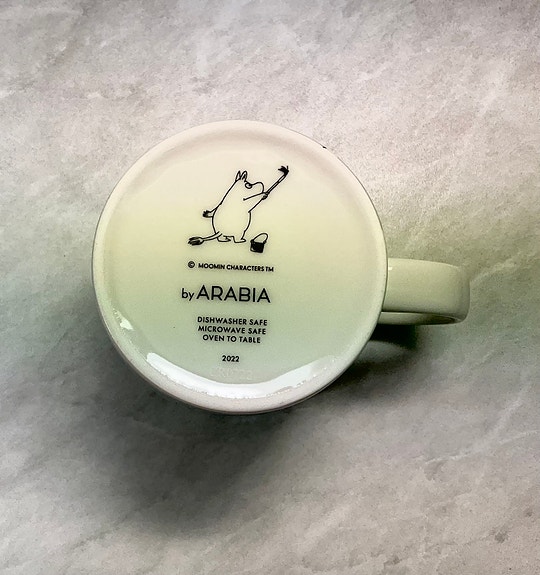 © MOOMIN CHARACTERS TM
by ARABIA
DISHWASHER SAFE
MICROWAVE SAFE
OVEN TO TABLE
2022